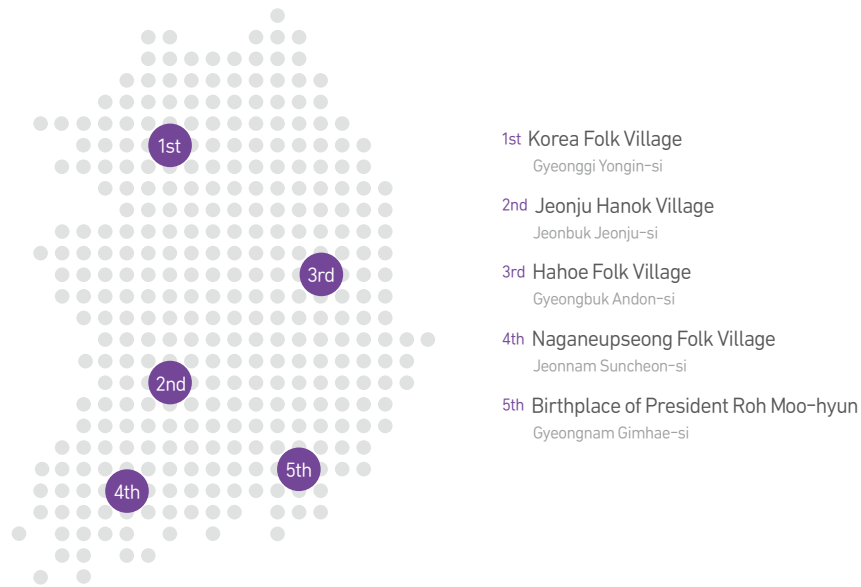 1st
3rd
2nd
5th
4th
1st Korea Folk Village
Gyeonggi Yongin-si
2nd Jeonju Hanok Village
Jeonbuk Jeonju-si
3rd Hahoe Folk Village
Gyeongbuk Andon-si
4th Naganeupseong Folk Village
Jeonnam Suncheon-si
5th Birthplace of President Roh Moo-hyun
Gyeongnam Gimhae-si